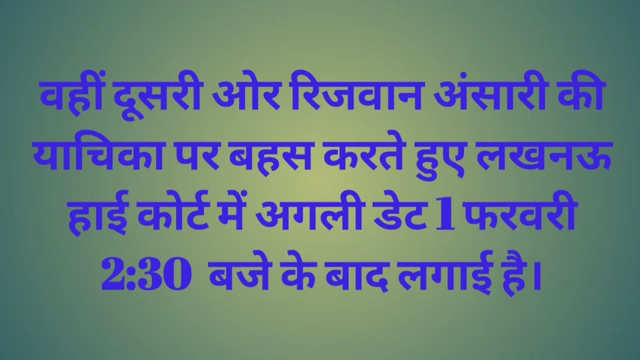 वहीं दूसरी ओर रिजवान अंसारी की
याचिका पर बहस करते हुए लखनऊ
हाई कोर्ट में अगली डेट 1 फरवरी
2:30 बजे के बाद लगाई है।